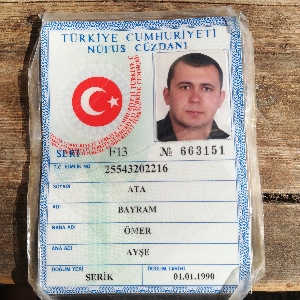 TÜRKİYE CUMHURİYETİ
NÜFUS CÜZDANI
SERİ F13 № 663151
T.C. KİMLİK NO 25543202216
SOYADI ATA
ADI BAYRAM
BABA ADI ÖMER
ANA ADI AYŞE
DOĞUM YERİ DOĞUM TARİHİ
SERİK 01.01.1990